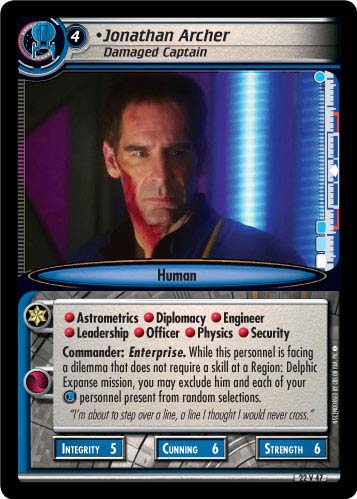 4
•Jonathan Archer
Damaged Captain
Human
Astrometrics Diplomacy Engineer
Leadership Officer Physics Security
Commander: Enterprise. While this personnel is facing
a dilemma that does not require a skill at a Region: Delphic
Expanse mission, you may exclude him and each of your
personnel present from random selections.
"I'm about to step over a line, a line I thought I would never cross."
INTEGRITY 5 CUNNING 6 STRENGTH 6
22 V 47